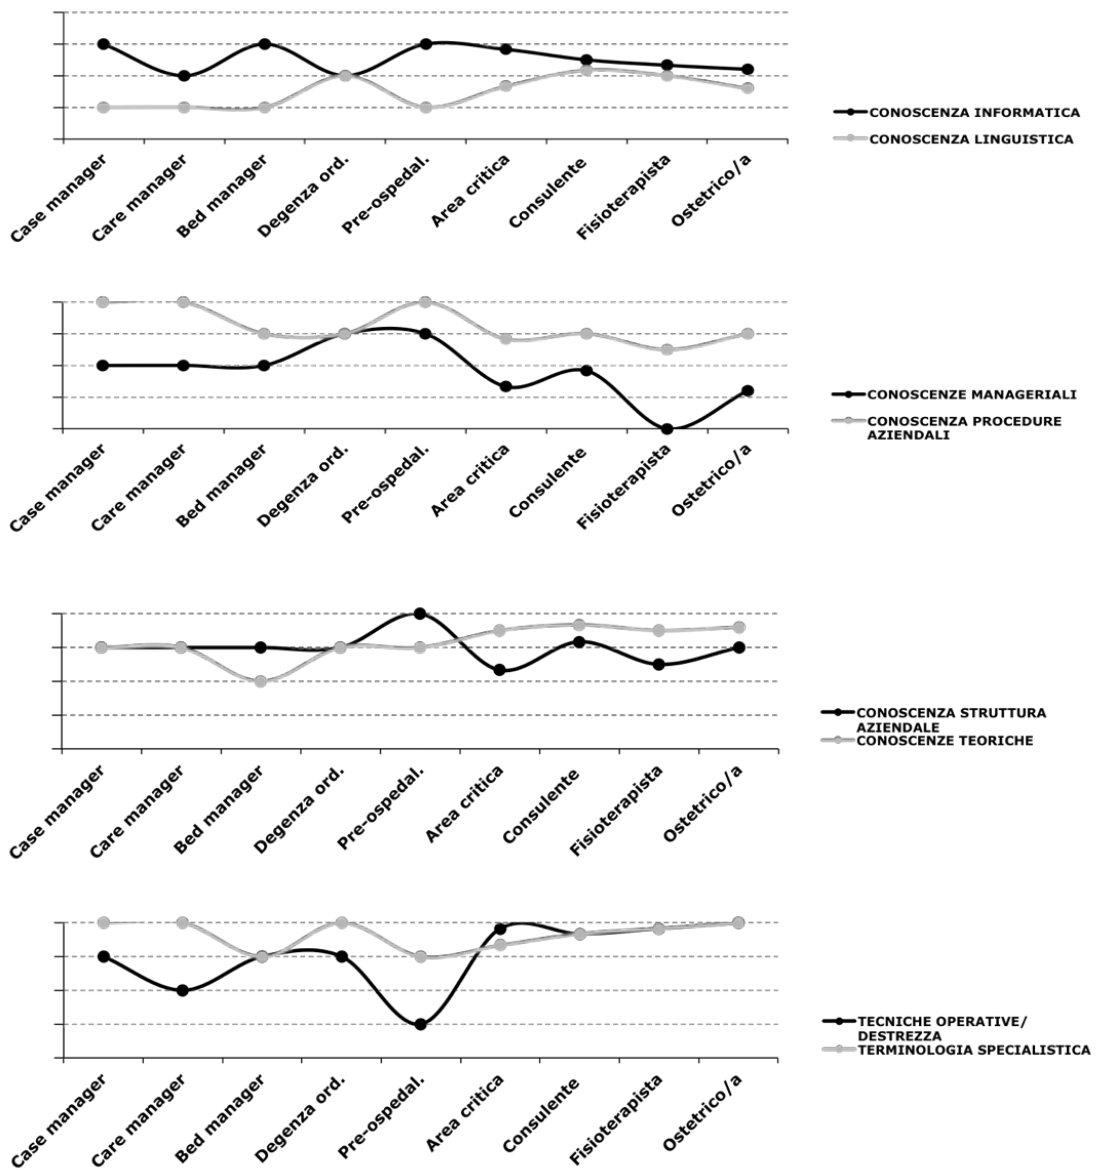 CONOSCENZA INFORMATICA
CONOSCENZA LINGUISTICA
Case manager
Care manager
Bed manager
Degenza ord.
Pre-ospedal.
Area critica
Consulente
Fisioterapista
Ostetrico/a
CONOSCENZE MANAGERIALI
CONOSCENZA PROCEDURE
AZIENDALI
Case manager
Care manager
Bed manager
Degenza ord.
Pre-ospedal.
Area critica
Consulente
Fisioterapista
Ostetrico/a
CONOSCENZA STRUTTURA
AZIENDALE
CONOSCENZE TEORICHE
Case manager
Care manager
Bed manager
Degenza ord.
Pre-ospedal.
Area critica
Consulente
Fisioterapista
Ostetrico/a
TECNICHE OPERATIVE/
DESTREZZA
TERMINOLOGIA SPECIALISTICA
Case manager
Care manager
Bed manager
Degenza ord.
Pre-ospedal.
Area critica
Consulente
Fisioterapista
Ostetrico/a